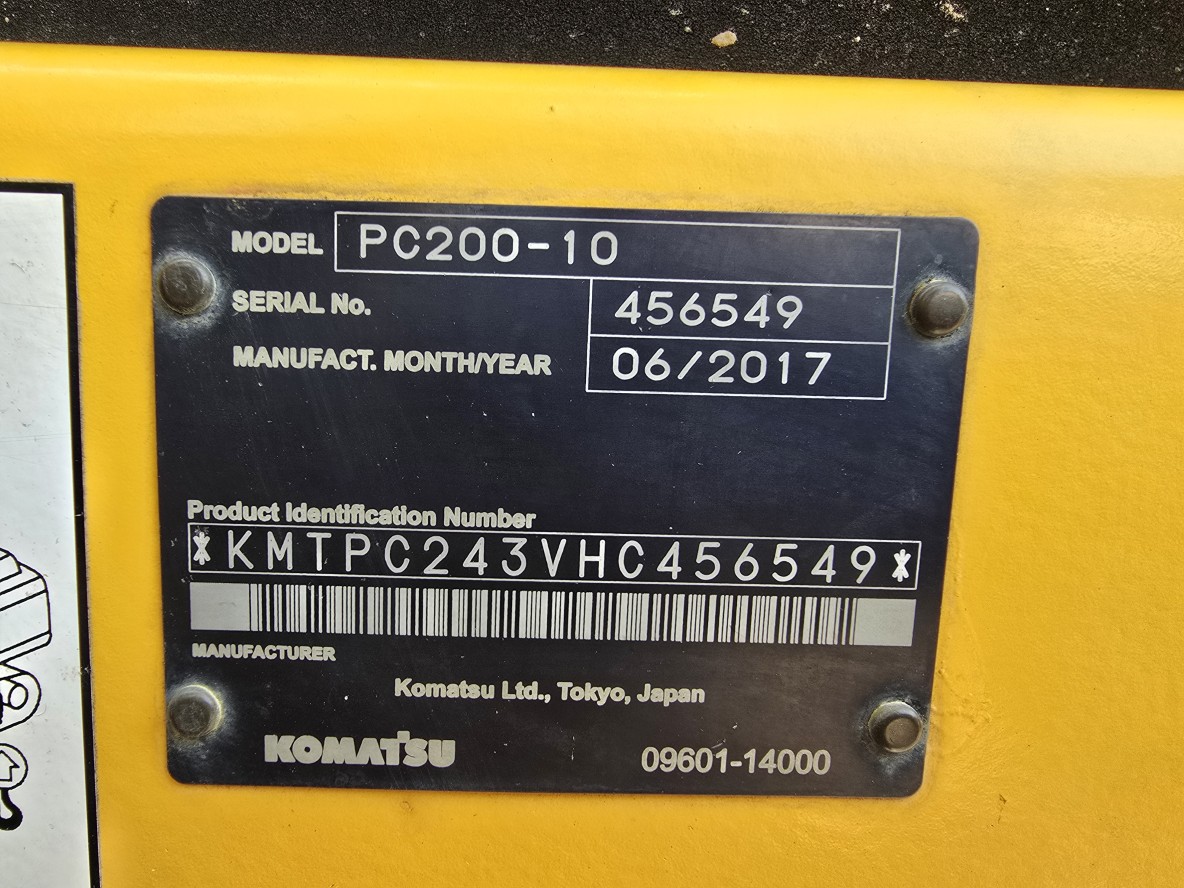 MODEL PC200-10
SERIAL No. 456549
MANUFACT. MONTH/YEAR 06/2017
Product Identification Number
*KMTPC243VHC456549*
MANUFACTURER
Komatsu Ltd., Tokyo, Japan
KOMATSU 09601-14000